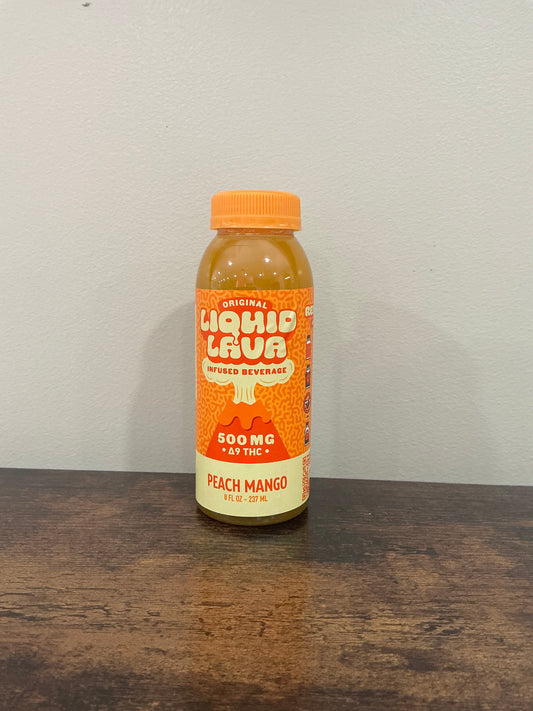 ORIGINAL
LIQUID
LAVA
INFUSED BEVERAGE
500 MG
• Δ9 THC •
PEACH MANGO
8 FL OZ – 237 ML